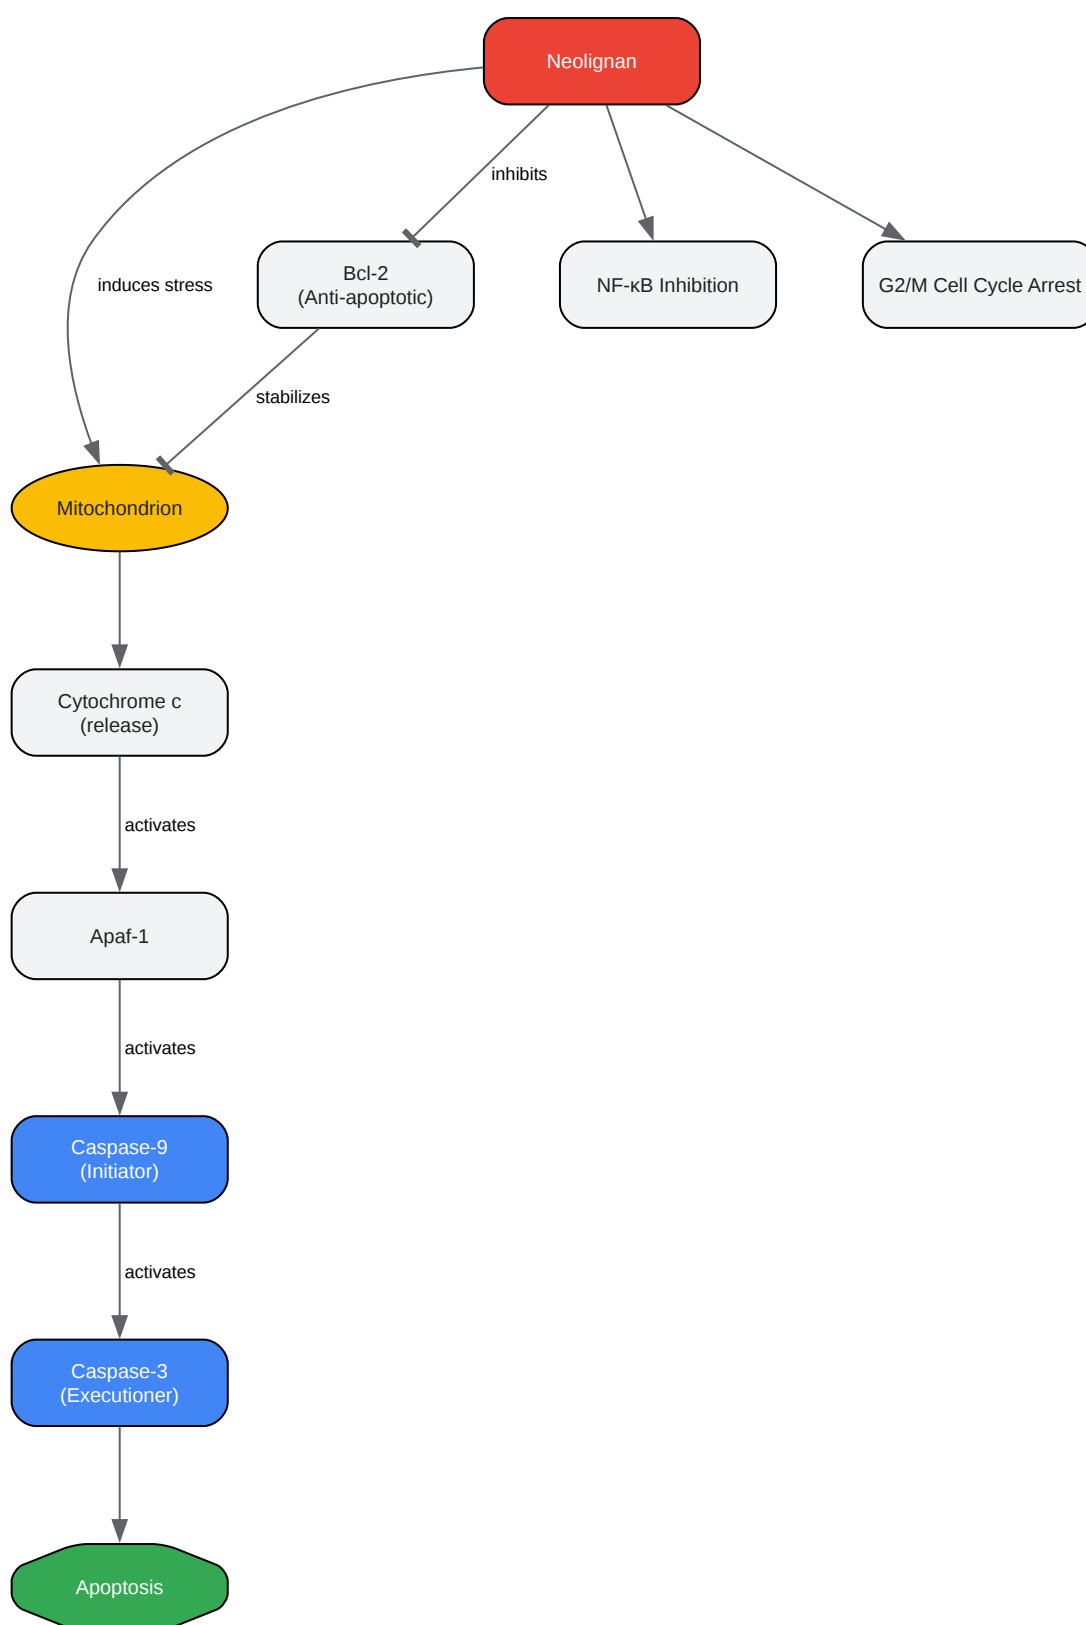 Neolignan
inhibits
induces stress
Bcl-2
(Anti-apoptotic)
NF-κB Inhibition
G2/M Cell Cycle Arrest
stabilizes
Mitochondrion
Cytochrome c
(release)
activates
Apaf-1
activates
Caspase-9
(Initiator)
activates
Caspase-3
(Executioner)
Apoptosis